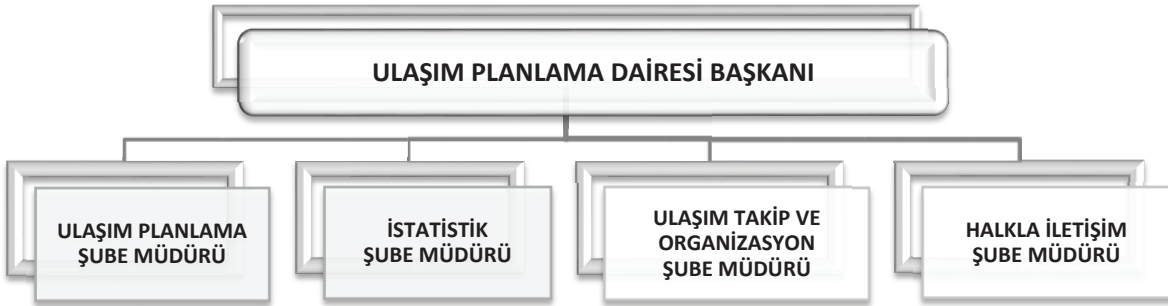 ULAŞIM PLANLAMA DAİRESİ BAŞKANI
ULAŞIM PLANLAMA
ŞUBE MÜDÜRÜ
İSTATİSTİK
ŞUBE MÜDÜRÜ
ULAŞIM TAKİP VE
ORGANİZASYON
ŞUBE MÜDÜRÜ
HALKLA İLETİŞİM
ŞUBE MÜDÜRÜ